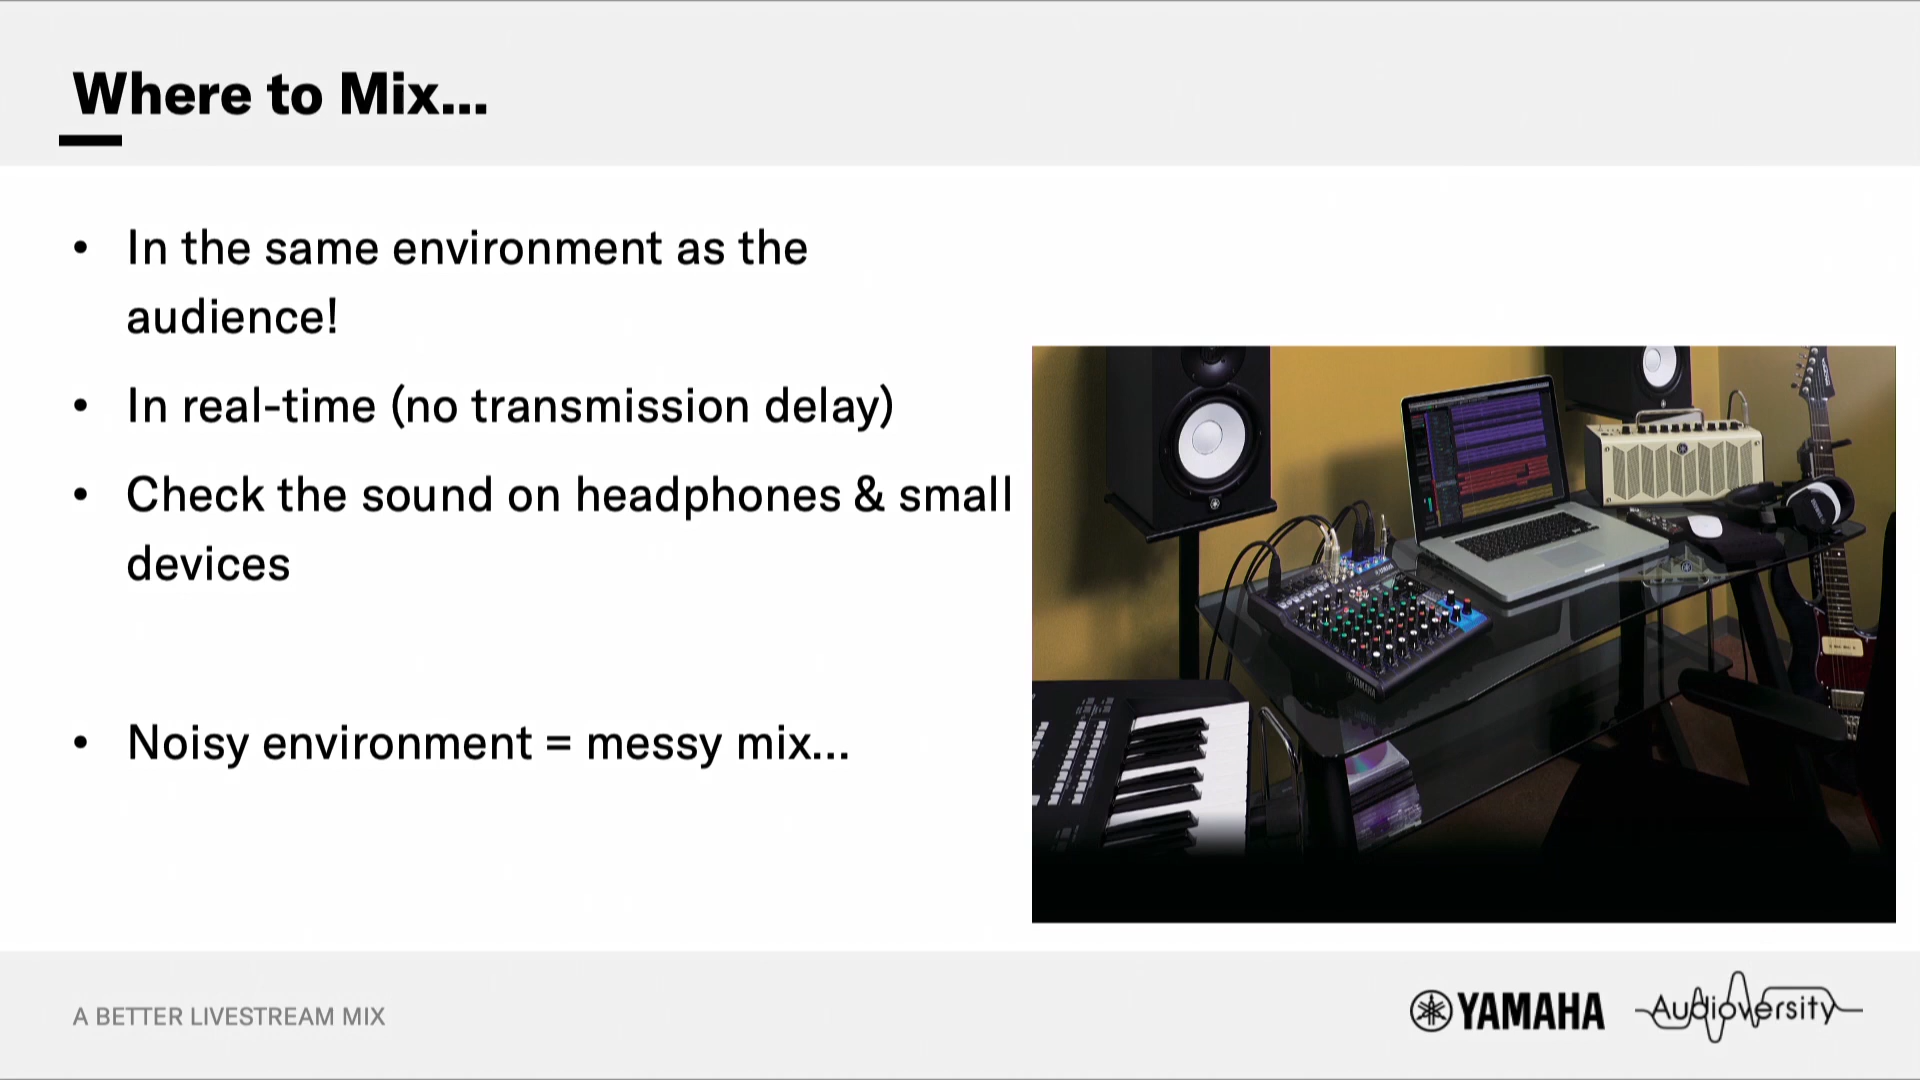 Where to Mix...
• In the same environment as the
audience!
• In real-time (no transmission delay)
• Check the sound on headphones & small
devices
• Noisy environment = messy mix...
YAMAHA
A BETTER LIVESTREAM MIX
YAMAHA
Audioversity